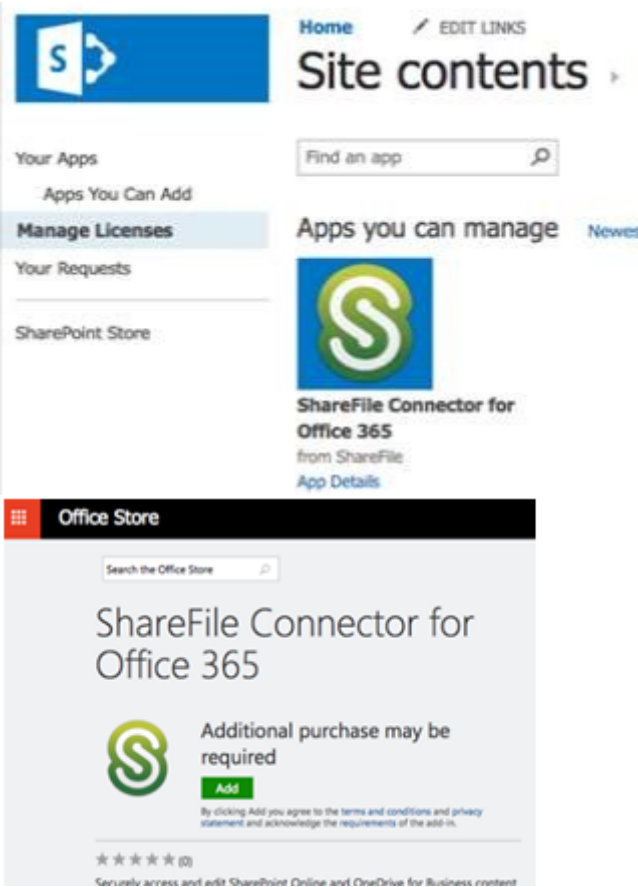 Home EDIT LINKS
Site contents
Your Apps
Find an app
Apps You Can Add
Manage Licenses
Apps you can manage Newes
Your Requests
SharePoint Store
ShareFile Connector for
Office 365
from ShareFile
App Details
Office Store
Search the Office Store
ShareFile Connector for
Office 365
Additional purchase may be
required
Add
By clicking Add you agree to the terms and conditions and privacy
statement and acknowledge the requirements of the add-in.
(0)
Securely access and edit SharePoint Online and OneDrive for Business content